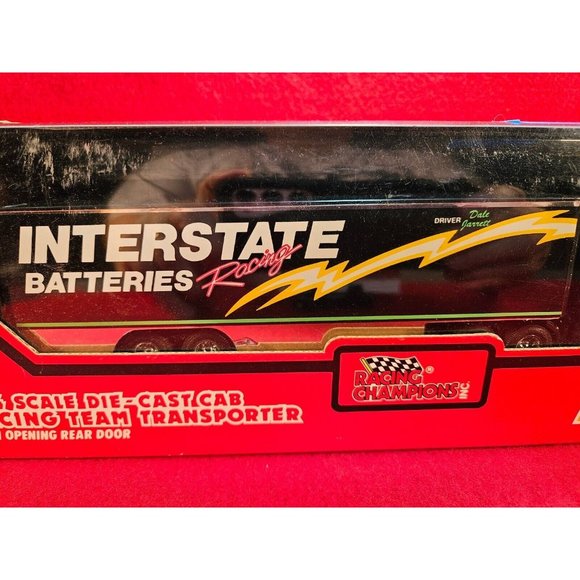 INTERSTATE
BATTERIES Racing
DRIVER Dale
Jarrett
SCALE DIE-CAST CAB
CING TEAM TRANSPORTER
OPENING REAR DOOR
RACING ®
CHAMPIONS INC.